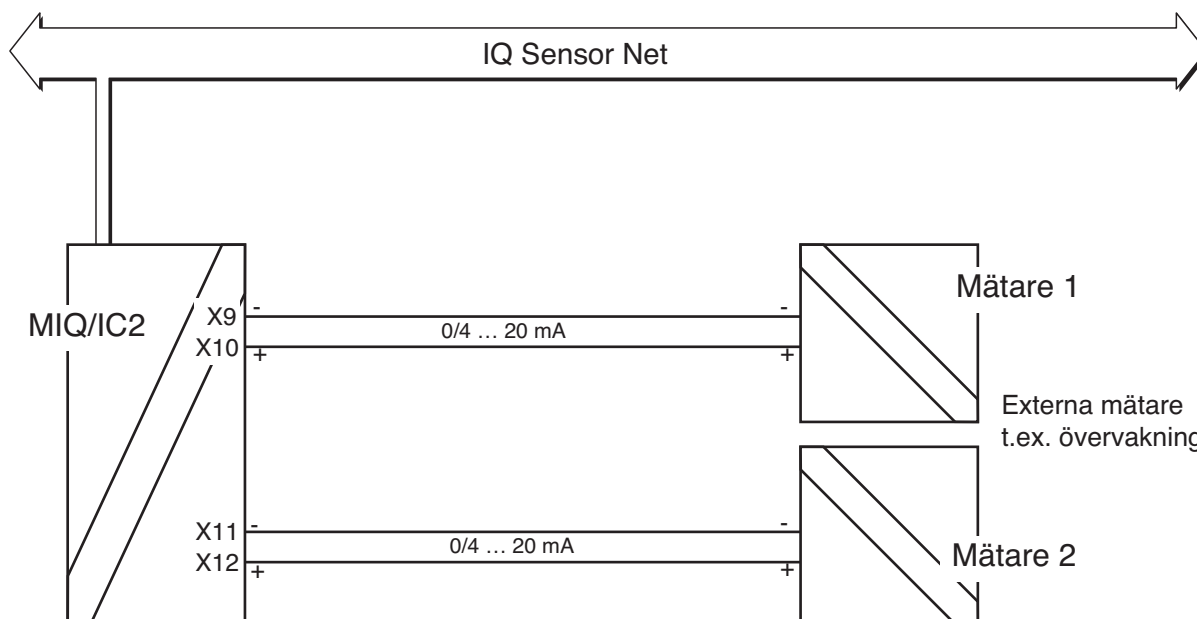 IQ Sensor Net
MIQ/IC2
X9
X10
-
+
0/4 … 20 mA
-
+
Mätare 1
Externa mätare
t.ex. övervakning
X11
X12
-
+
0/4 … 20 mA
-
+
Mätare 2